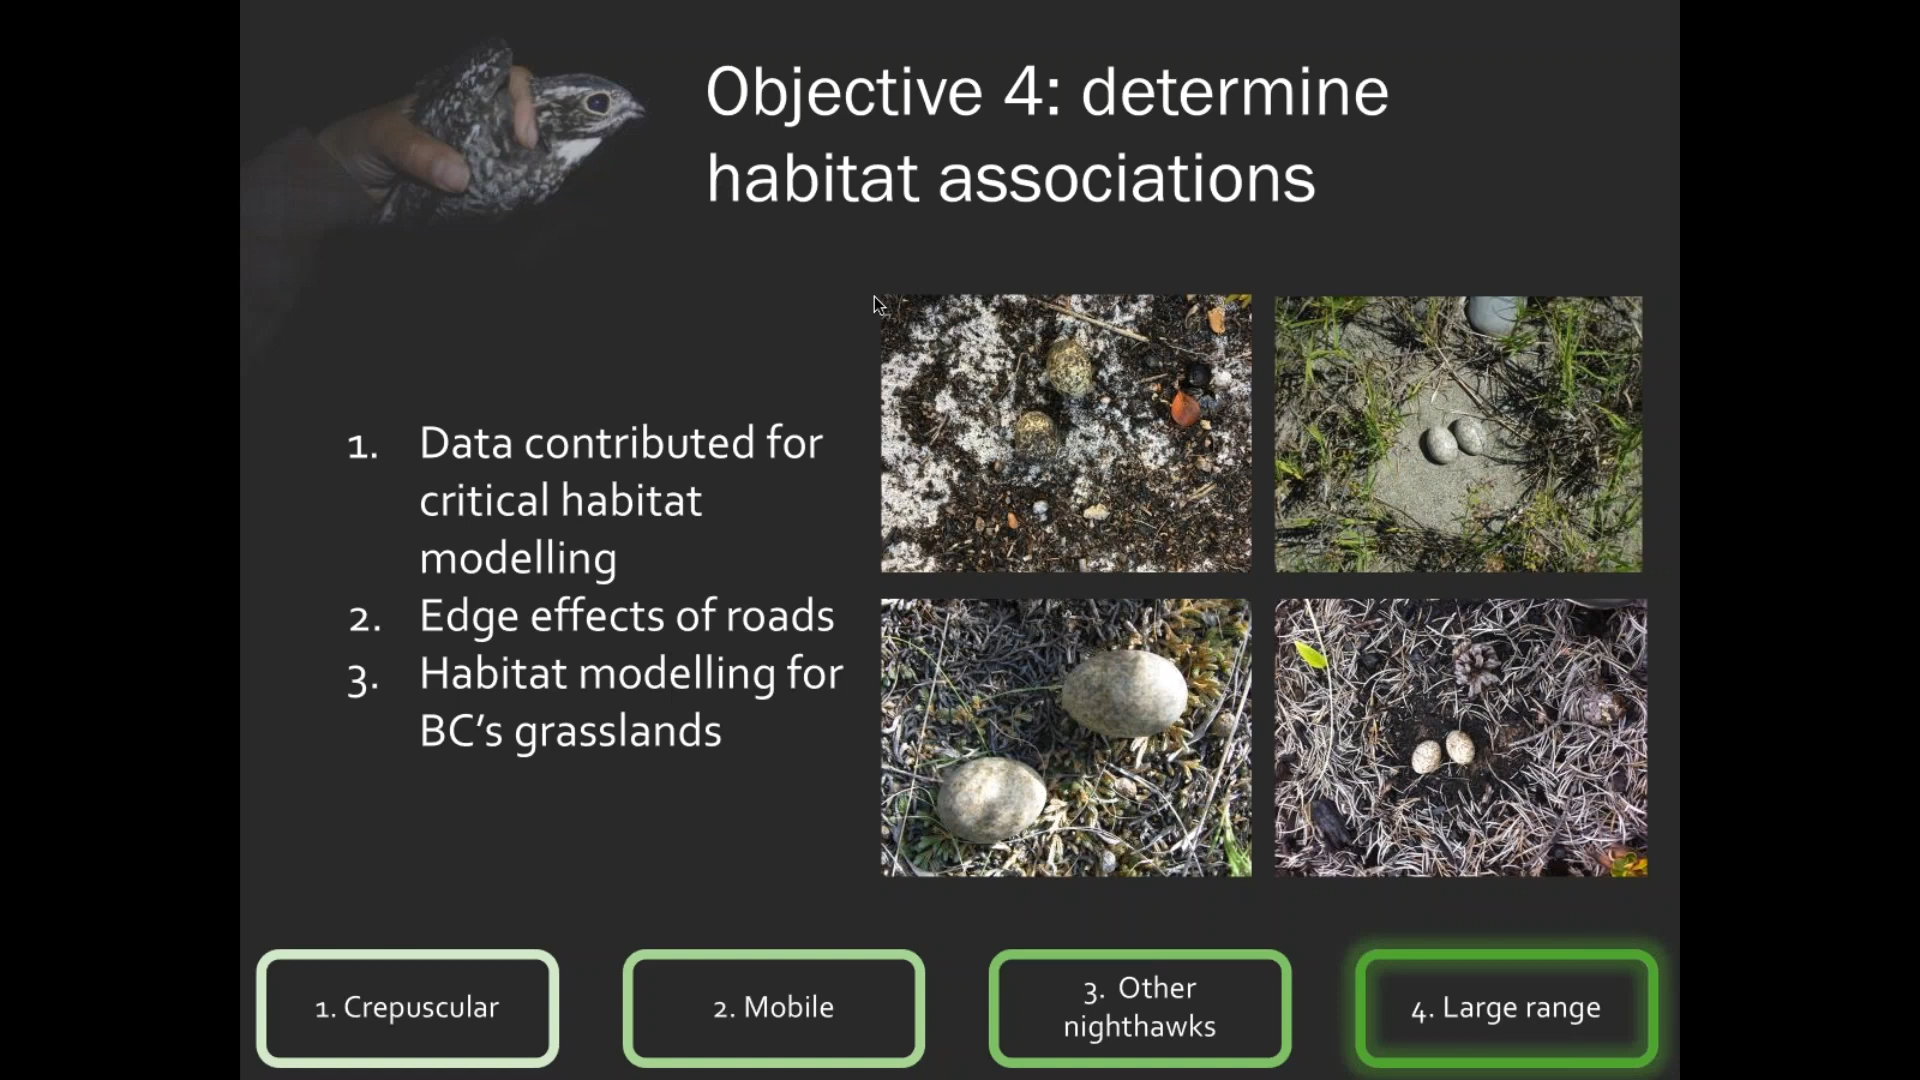 Objective 4: determine
habitat associations
1. Data contributed for
critical habitat
modelling
2. Edge effects of roads
3. Habitat modelling for
BC’s grasslands
1. Crepuscular
2. Mobile
3. Other
nighthawks
4. Large range